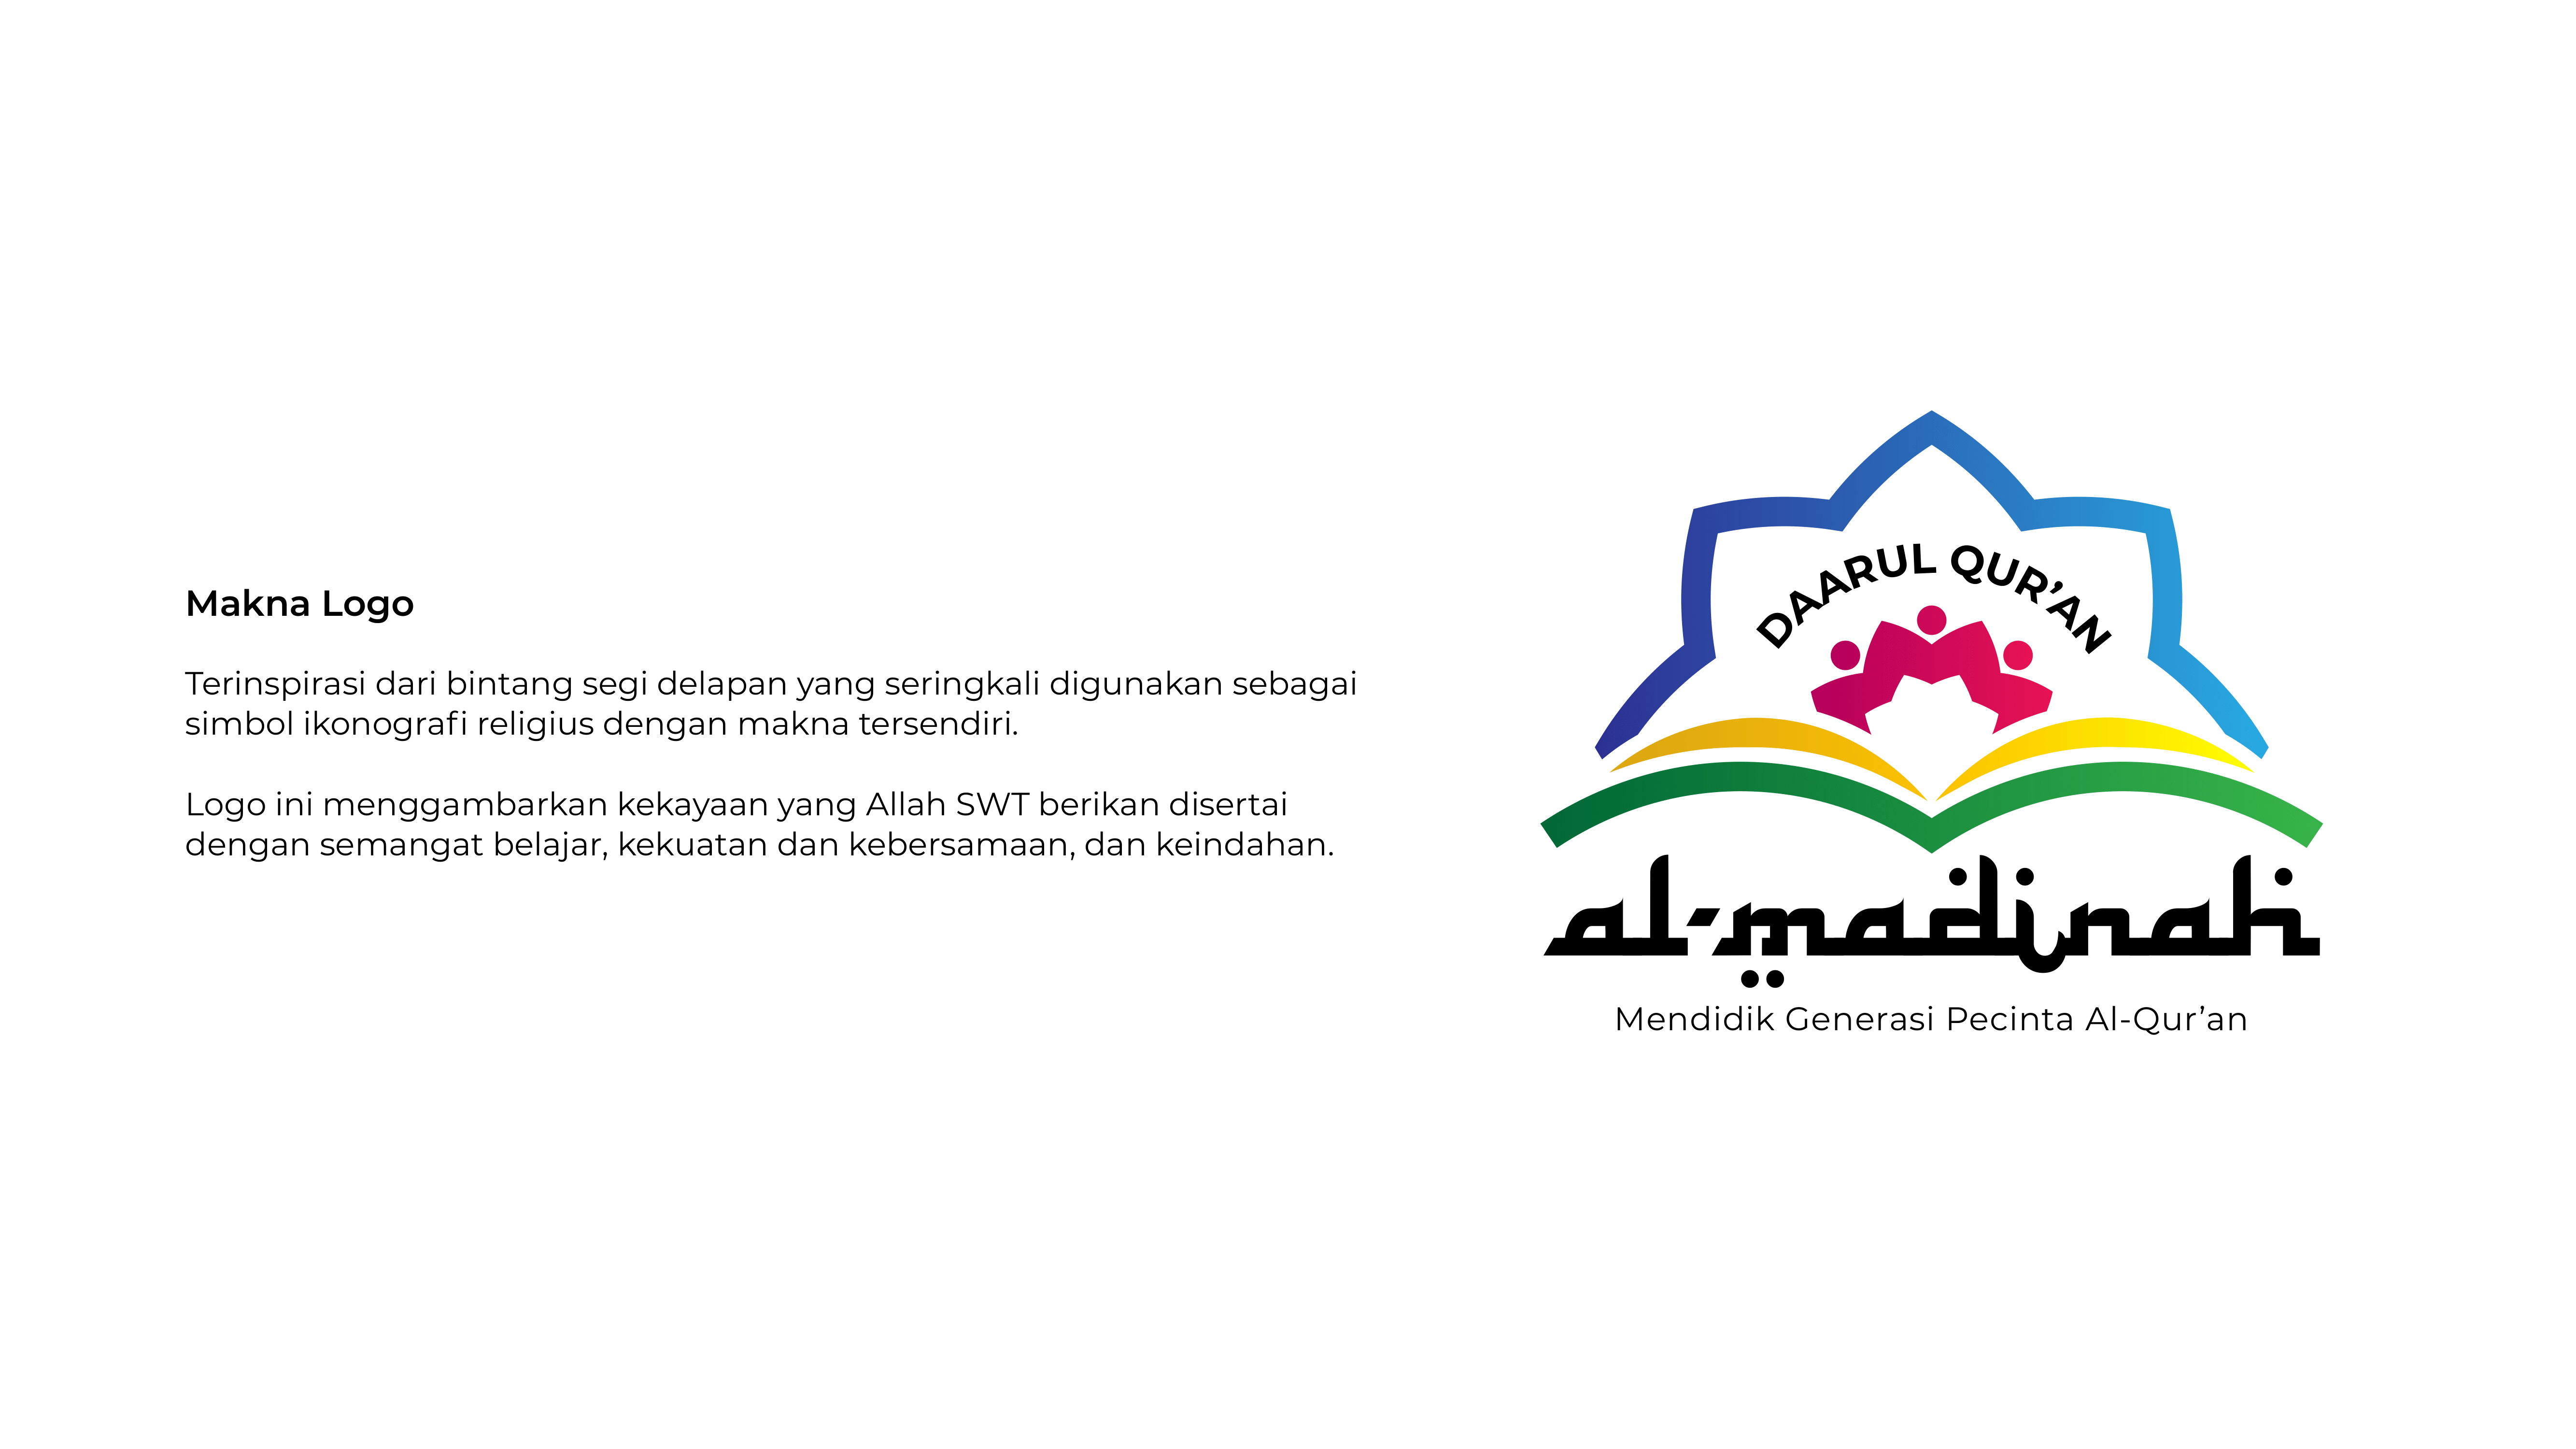 Makna Logo
Terinspirasi dari bintang segi delapan yang seringkali digunakan sebagai
simbol ikonografi religius dengan makna tersendiri.
Logo ini menggambarkan kekayaan yang Allah SWT berikan disertai
dengan semangat belajar, kekuatan dan kebersamaan, dan keindahan.
DAARUL QUR’AN
al-madinah
Mendidik Generasi Pecinta Al-Qur’an